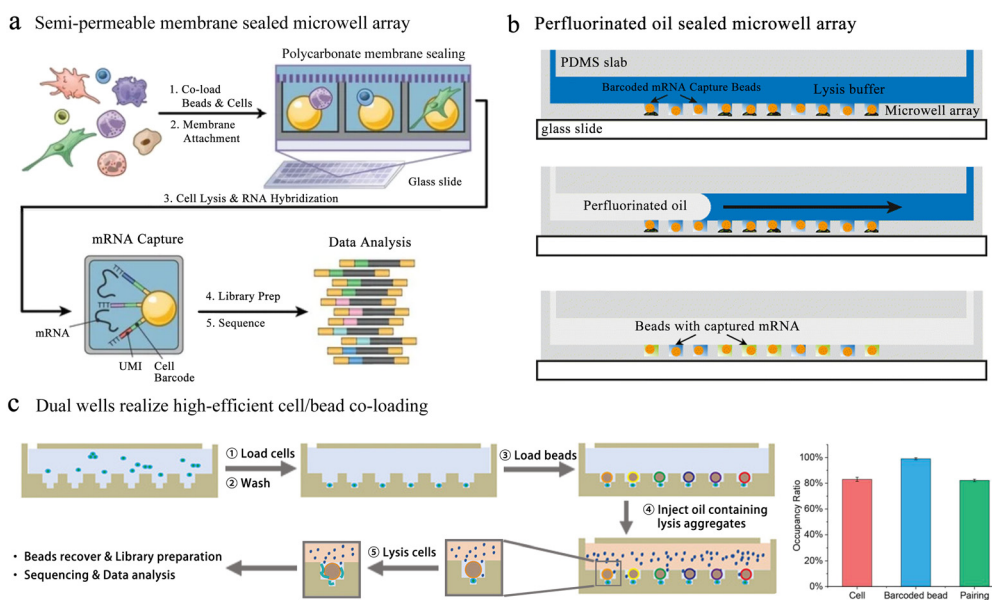 a Semi-permeable membrane sealed microwell array
Polycarbonate membrane sealing
1. Co-load
Beads & Cells
2. Membrane
Attachment
Glass slide
3. Cell Lysis & RNA Hybridization
mRNA Capture
TTT
TTT
TTT
mRNA
UMI
Cell
Barcode
4. Library Prep
5. Sequence
Data Analysis
b Perfluorinated oil sealed microwell array
PDMS slab
Barcoded mRNA Capture Beads
Lysis buffer
Microwell array
glass slide
Perfluorinated oil
Beads with captured mRNA
c Dual wells realize high-efficient cell/bead co-loading
① Load cells
② Wash
③ Load beads
④ Inject oil containing
lysis aggregates
⑤ Lysis cells
• Beads recover & Library preparation
• Sequencing & Data analysis
Occupancy Ratio
100%
80%
60%
40%
20%
0%
Cell
Barcoded bead
Pairing